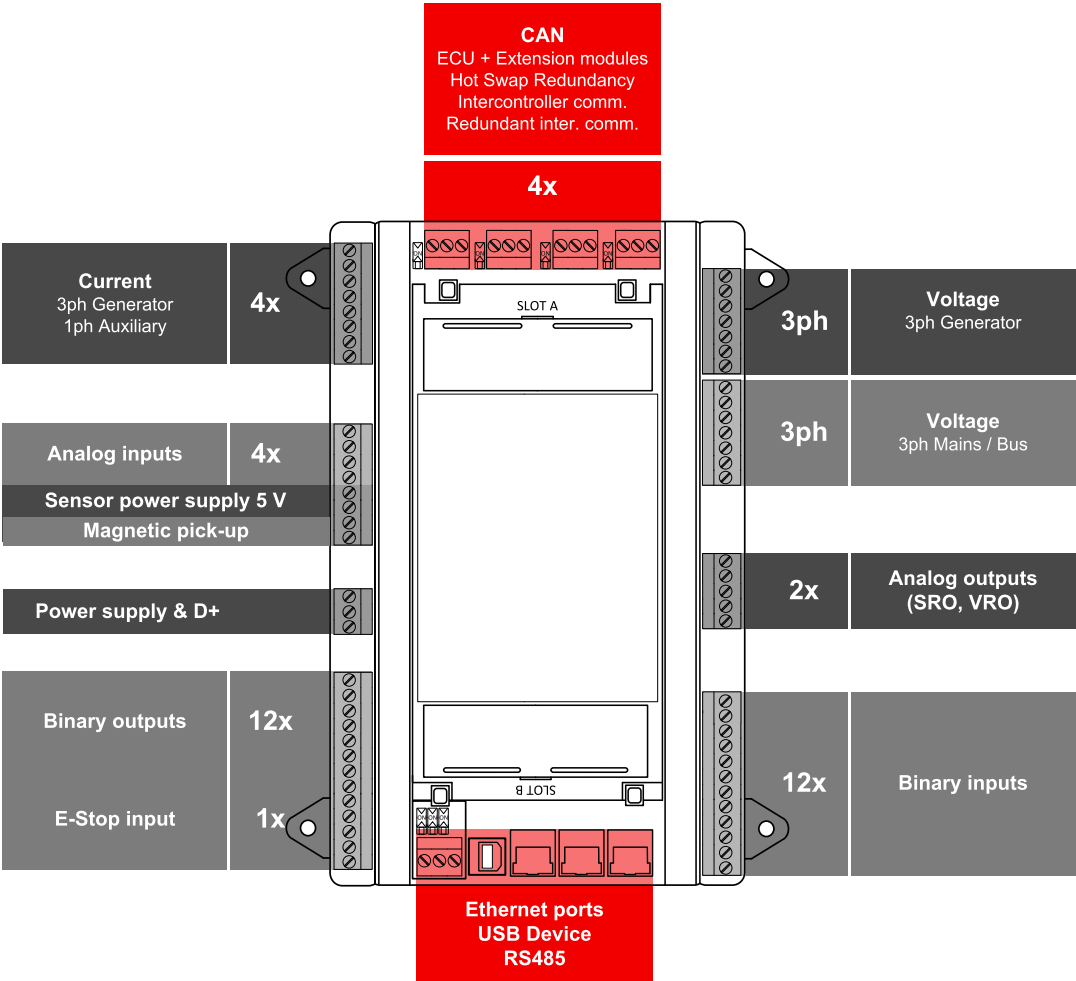 CAN
ECU + Extension modules
Hot Swap Redundancy
Intercontroller comm.
Redundant inter. comm.
4x
Current
3ph Generator
1ph Auxiliary
4x
SLOT A
3ph
Voltage
3ph Generator
3ph
Voltage
3ph Mains / Bus
Analog inputs
4x
Sensor power supply 5 V
Magnetic pick-up
Power supply & D+
2x
Analog outputs
(SRO, VRO)
Binary outputs
12x
E-Stop input
1x
12x
Binary inputs
SLOT B
ON
ON
ON
Ethernet ports
USB Device
RS485